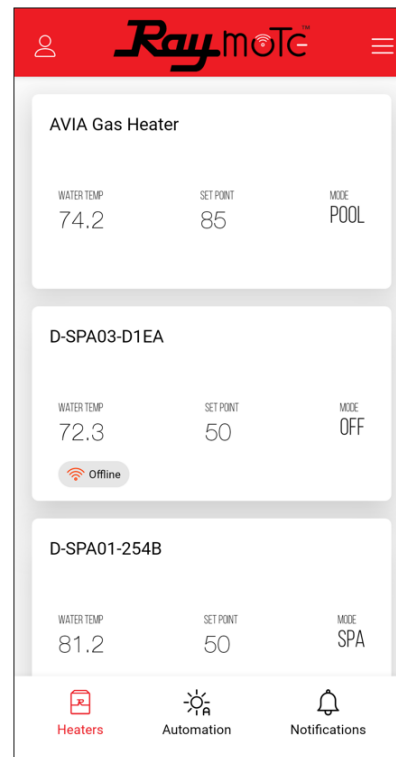 Raymote™
AVIA Gas Heater
WATER TEMP SET POINT MODE
74.2 85 POOL
D-SPA03-D1EA
WATER TEMP SET POINT MODE
72.3 50 OFF
Offline
D-SPA01-254B
WATER TEMP SET POINT MODE
81.2 50 SPA
Heaters Automation Notifications